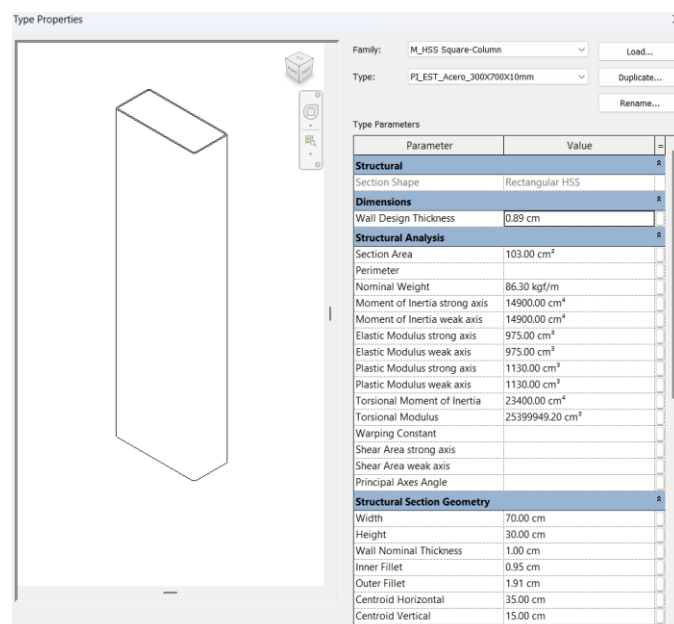 Type Properties
Family: M_HSS Square-Column Load...
Type: PI_EST_Acero_300X700X10mm Duplicate...
Rename...
Type Parameters
Parameter Value =
Structural
Section Shape Rectangular HSS
Dimensions
Wall Design Thickness 0.89 cm
Structural Analysis
Section Area 103.00 cm²
Perimeter
Nominal Weight 86.30 kgf/m
Moment of Inertia strong axis 14900.00 cm⁴
Moment of Inertia weak axis 14900.00 cm⁴
Elastic Modulus strong axis 975.00 cm³
Elastic Modulus weak axis 975.00 cm³
Plastic Modulus strong axis 1130.00 cm³
Plastic Modulus weak axis 1130.00 cm³
Torsional Moment of Inertia 23400.00 cm⁴
Torsional Modulus 25399949.20 cm³
Warping Constant
Shear Area strong axis
Shear Area weak axis
Principal Axes Angle
Structural Section Geometry
Width 70.00 cm
Height 30.00 cm
Wall Nominal Thickness 1.00 cm
Inner Fillet 0.95 cm
Outer Fillet 1.91 cm
Centroid Horizontal 35.00 cm
Centroid Vertical 15.00 cm